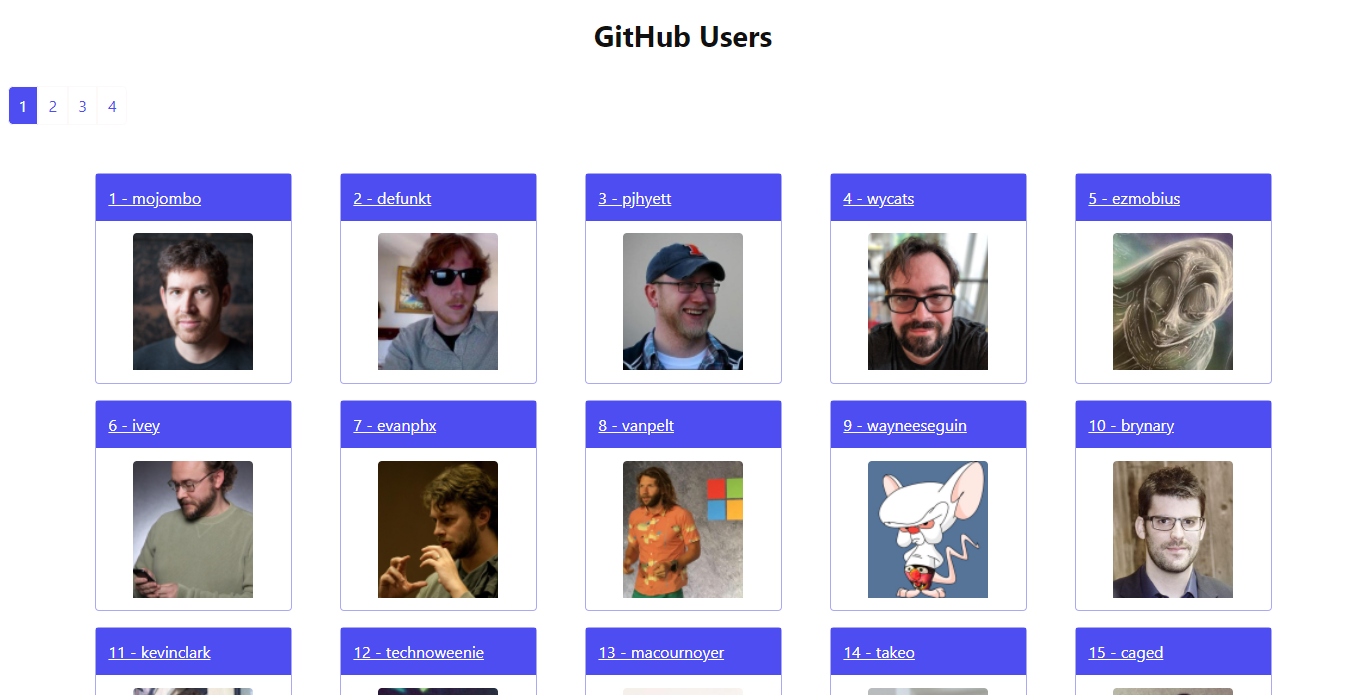 GitHub Users
1 2 3 4
1 - mojombo
2 - defunkt
3 - pjhyett
4 - wycats
5 - ezmobius
6 - ivey
7 - evanphx
8 - vanpelt
9 - wayneeseguin
10 - brynary
11 - kevinclark
12 - technoweenie
13 - macournoyer
14 - takeo
15 - caged